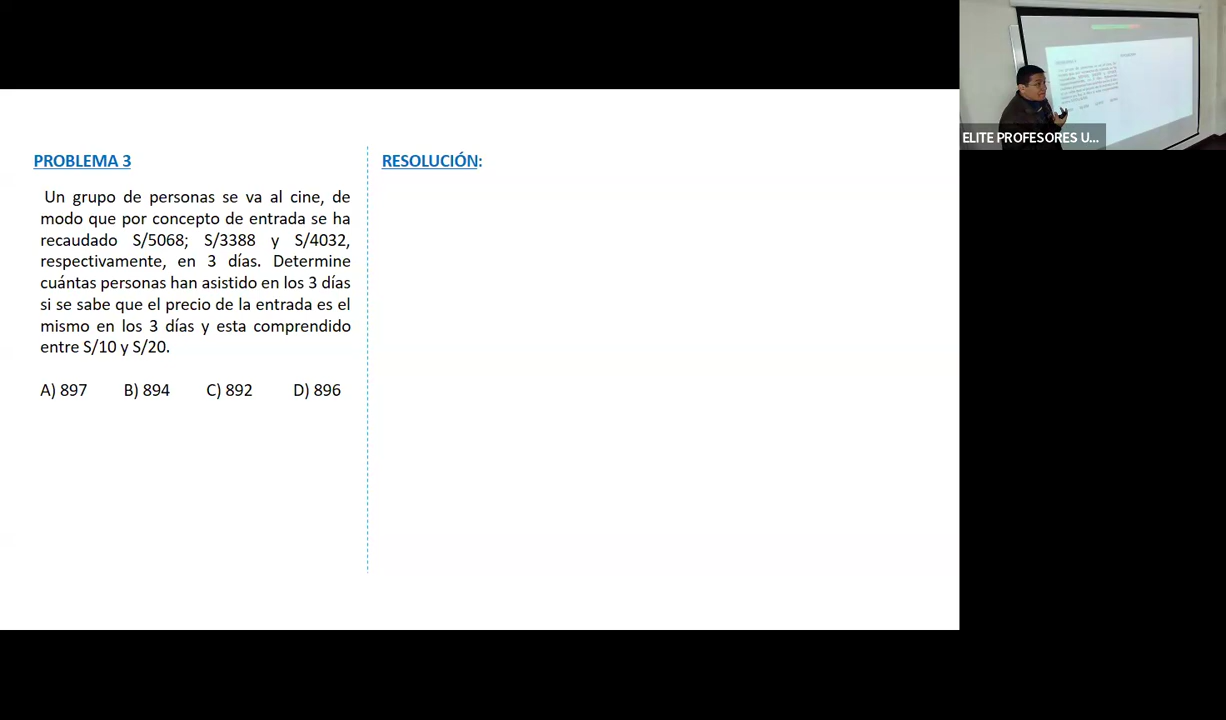 PROBLEMA 3
Un grupo de personas se va al cine, de
modo que por concepto de entrada se ha
recaudado S/5068; S/3388 y S/4032,
respectivamente, en 3 días. Determine
cuántas personas han asistido en los 3 días
si se sabe que el precio de la entrada es el
mismo en los 3 días y esta comprendido
entre S/10 y S/20.
A) 897 B) 894 C) 892 D) 896
RESOLUCIÓN:
ELITE PROFESORES U...